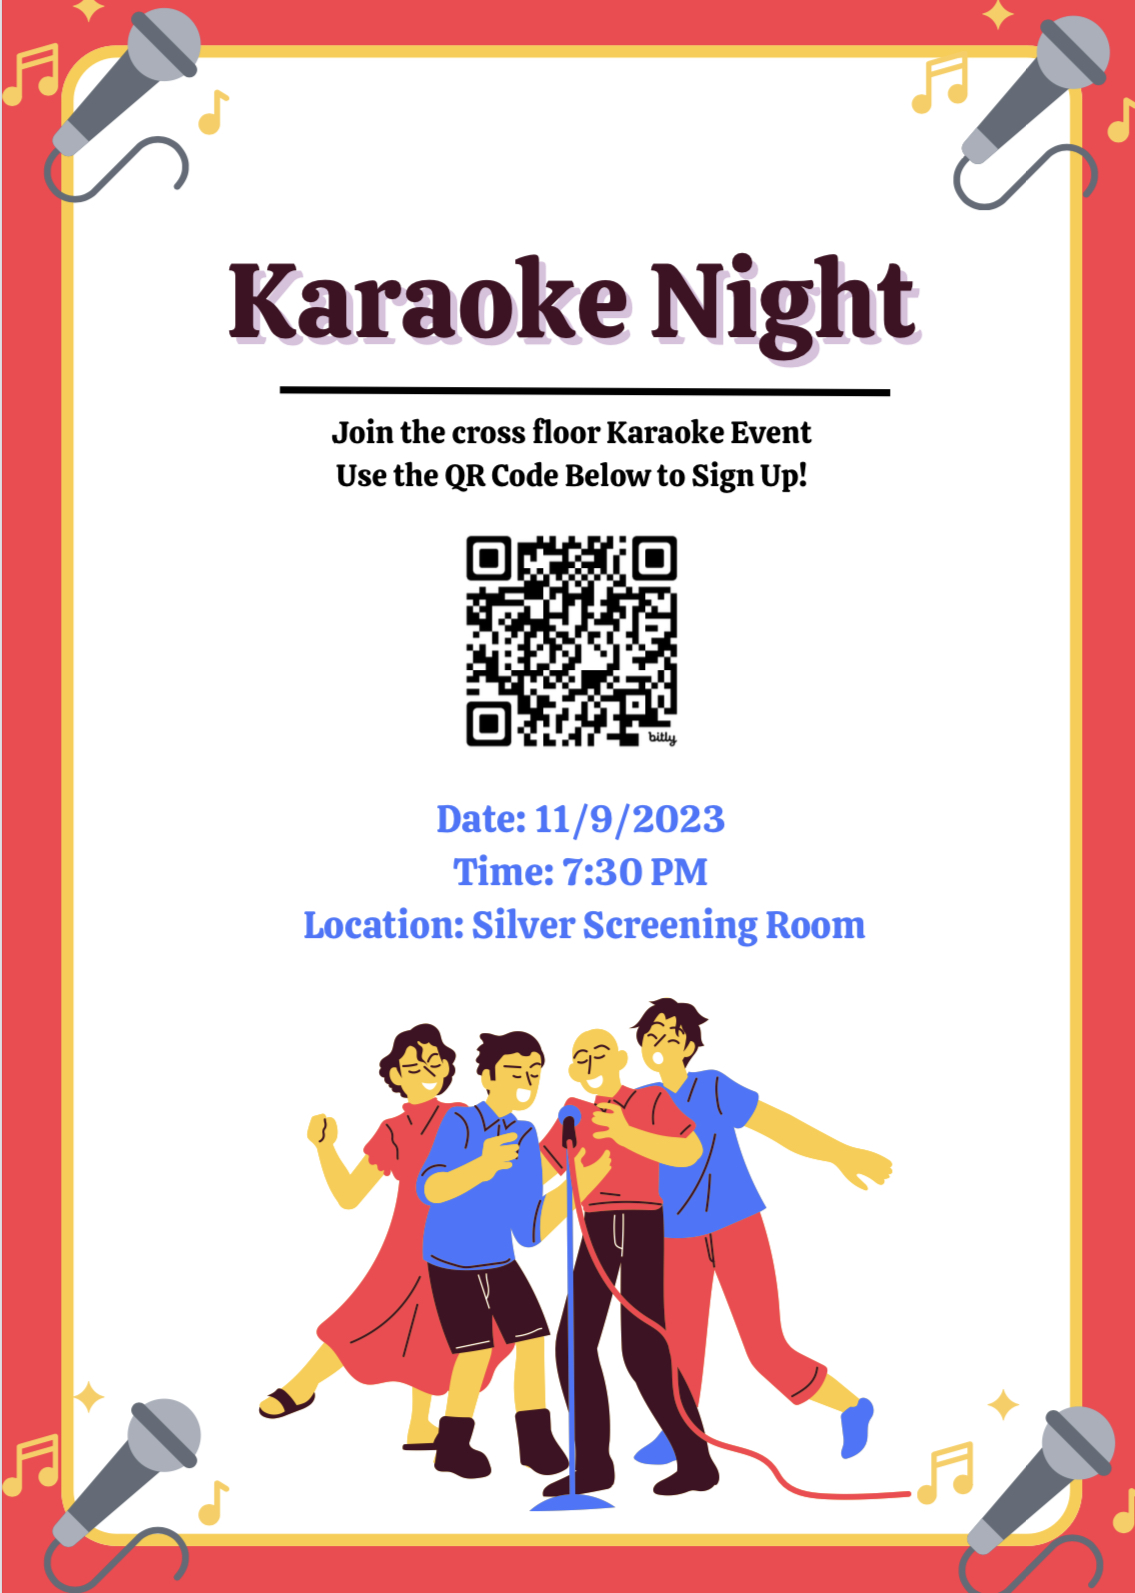 Karaoke Night
Join the cross floor Karaoke Event
Use the QR Code Below to Sign Up!
bitly
Date: 11/9/2023
Time: 7:30 PM
Location: Silver Screening Room